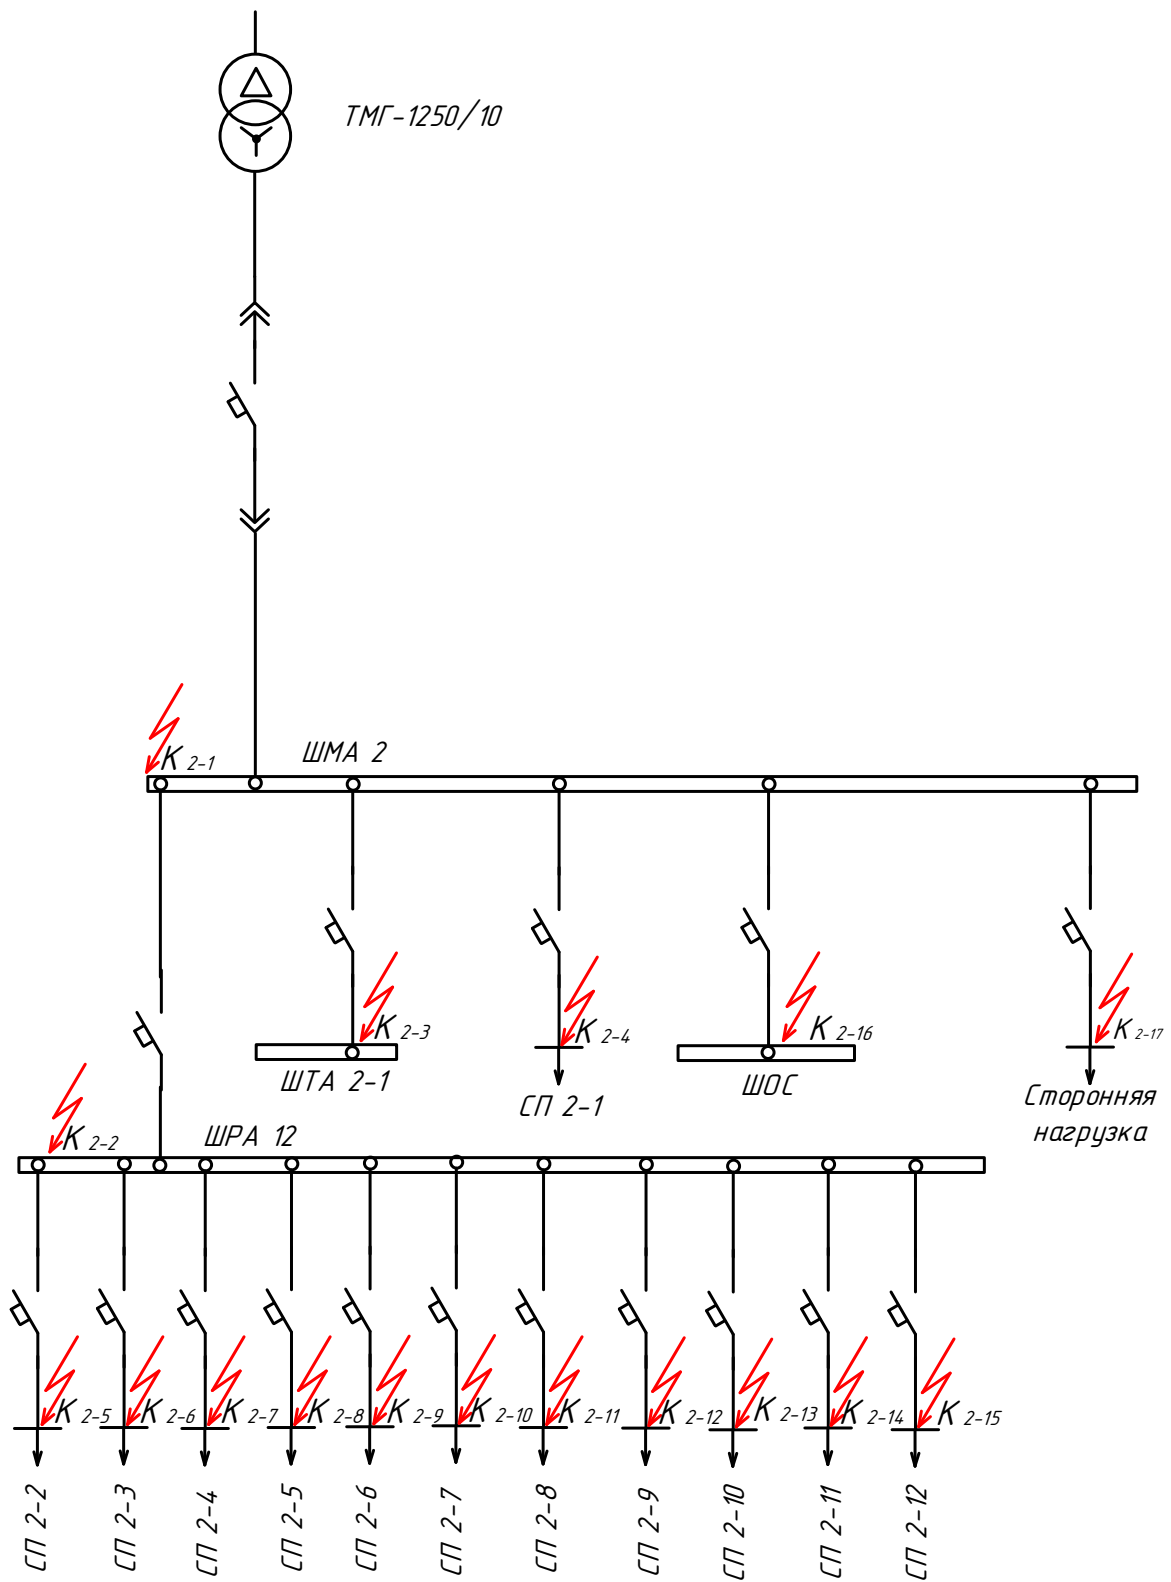 ТМГ-1250/10
К 2-1
ШМА 2
К 2-3
К 2-4
К 2-16
К 2-17
ШТА 2-1
СП 2-1
ШОС
Сторонняя
нагрузка
К 2-2
ШРА 12
К 2-5
К 2-6
К 2-7
К 2-8
К 2-9
К 2-10
К 2-11
К 2-12
К 2-13
К 2-14
К 2-15
СП 2-2
СП 2-3
СП 2-4
СП 2-5
СП 2-6
СП 2-7
СП 2-8
СП 2-9
СП 2-10
СП 2-11
СП 2-12